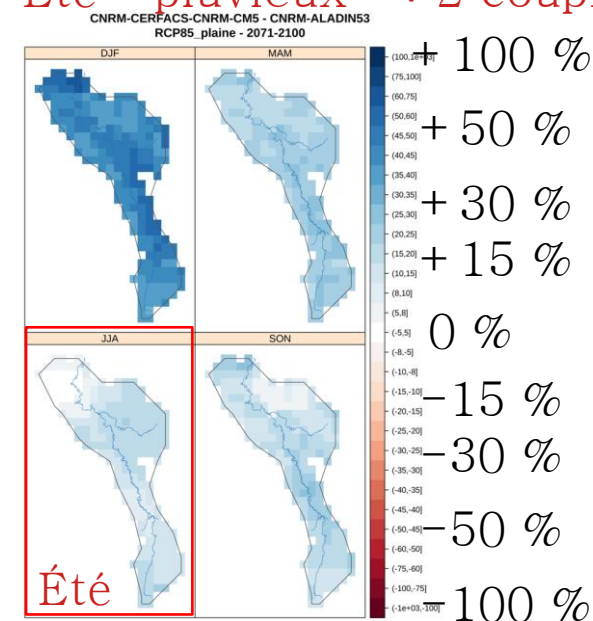 Été "pluvieux" : 2 coupl
CNRM-CERFACS-CNRM-CM5 - CNRM-ALADIN53
RCP85_plaine - 2071-2100
DJF
MAM
JJA
SON
Été
(100,1e+03]
(75,100]
(60,75]
(50,60]
(45,50]
(40,45]
(35,40]
(30,35]
(25,30]
(20,25]
(15,20]
(10,15]
(8,10]
(5,8]
(-5,5]
(-8,-5]
(-10,-8]
(-15,-10]
(-20,-15]
(-25,-20]
(-30,-25]
(-35,-30]
(-40,-35]
(-45,-40]
(-50,-45]
(-60,-50]
(-75,-60]
(-100,-75]
(-1e+03,-100]
+ 100 %
+ 50 %
+ 30 %
+ 15 %
0 %
-15 %
-30 %
-50 %
-100 %